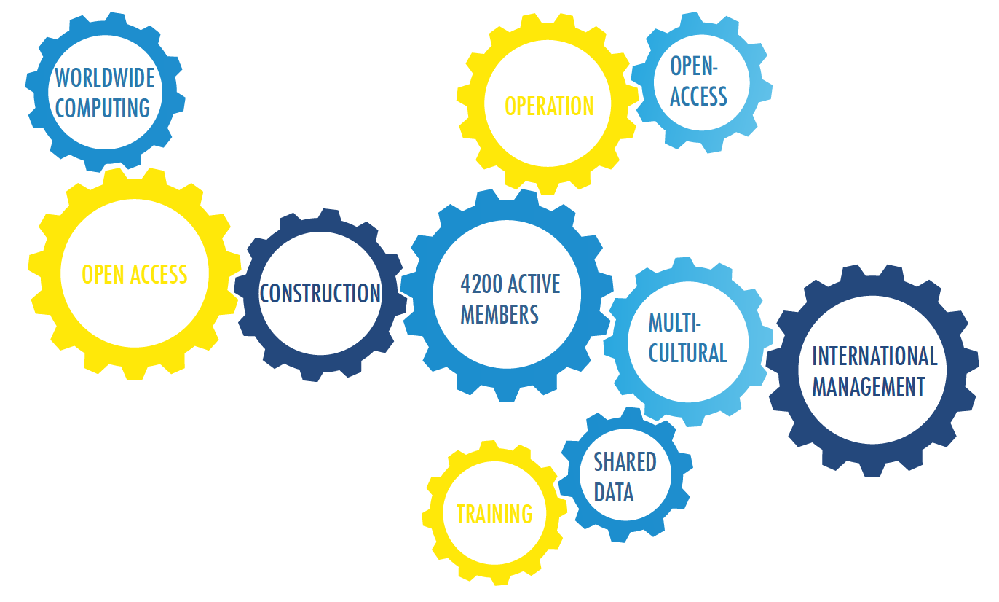 WORLDWIDE
COMPUTING
OPERATION
OPEN-
ACCESS
OPEN ACCESS
CONSTRUCTION
4200 ACTIVE
MEMBERS
MULTI-
CULTURAL
INTERNATIONAL
MANAGEMENT
TRAINING
SHARED
DATA